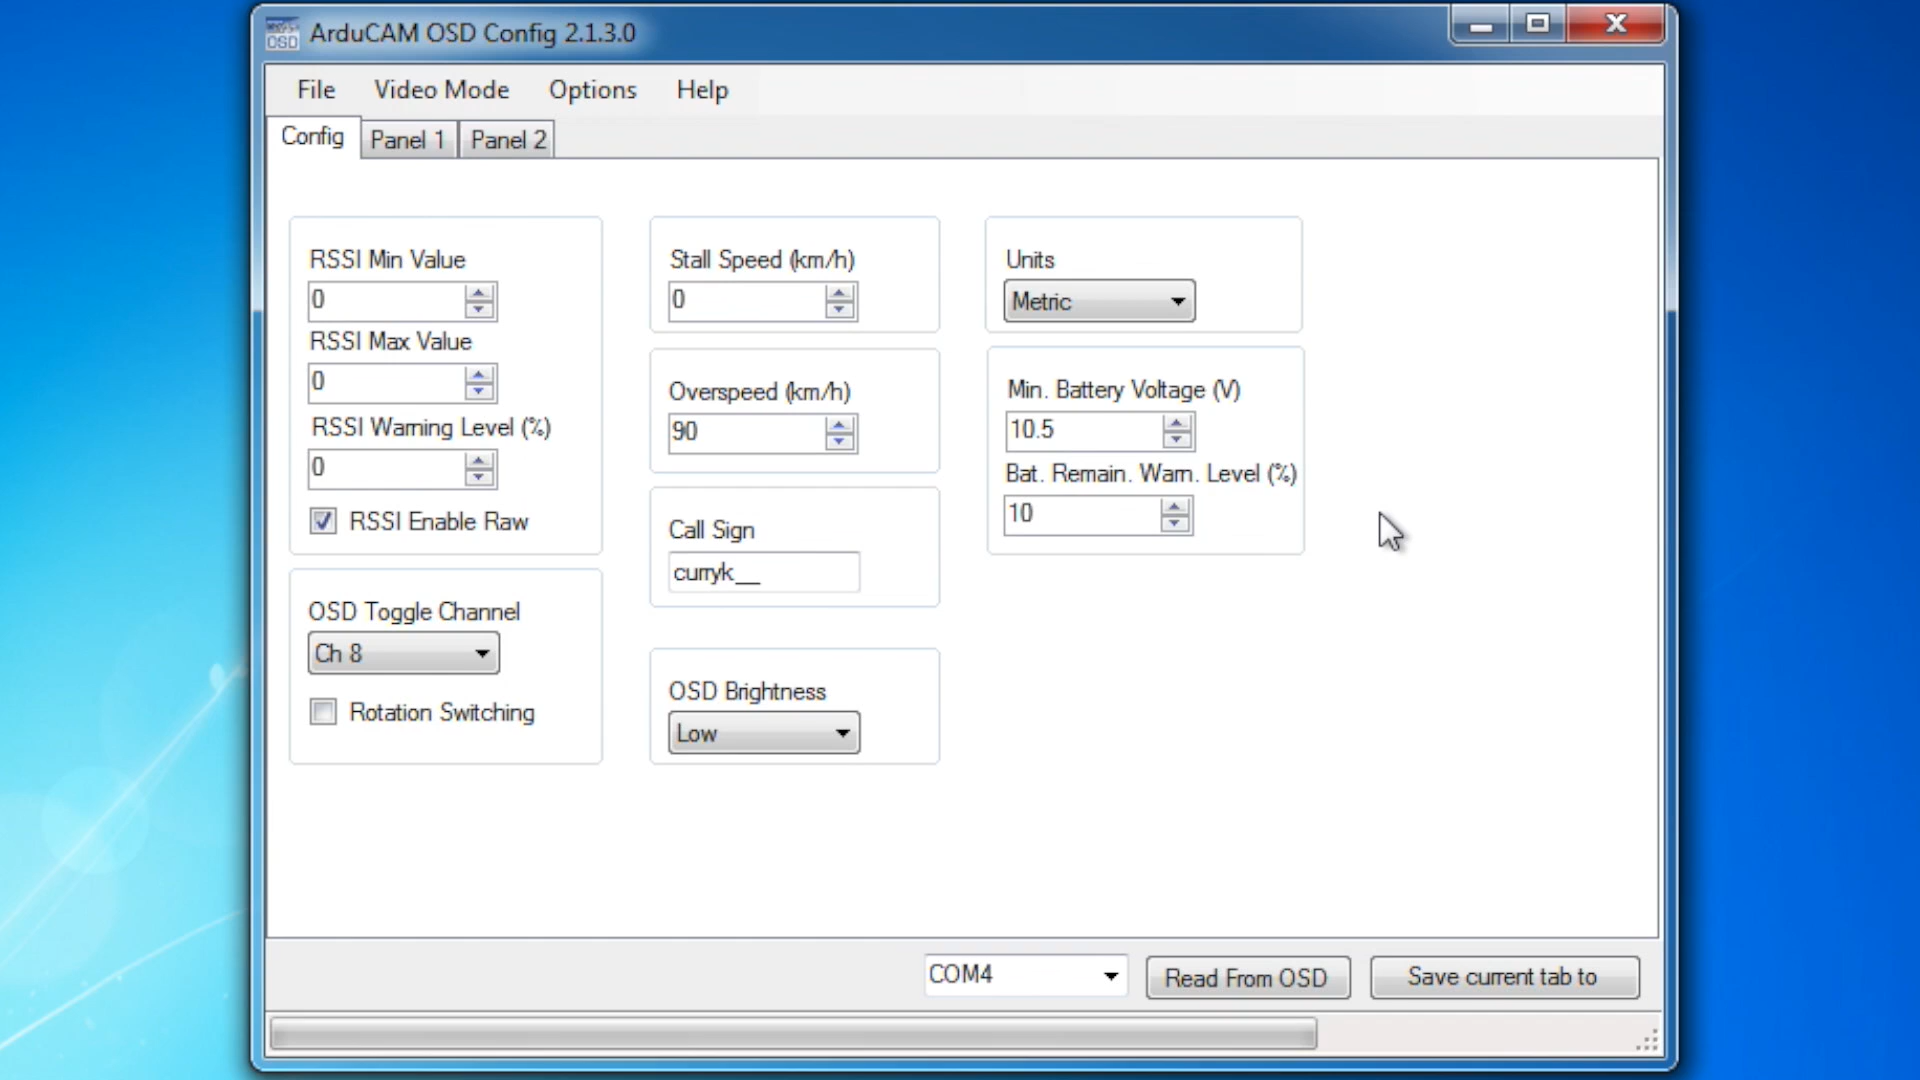 OSD
ArduCAM OSD Config 2.1.3.0
File Video Mode Options Help
Config Panel 1 Panel 2
RSSI Min Value
0
RSSI Max Value
0
RSSI Warning Level (%)
0
RSSI Enable Raw
OSD Toggle Channel
Ch 8
Rotation Switching
Stall Speed (km/h)
0
Overspeed (km/h)
90
Call Sign
curryk__
OSD Brightness
Low
Units
Metric
Min. Battery Voltage (V)
10.5
Bat. Remain. Warn. Level (%)
10
COM4 Read From OSD Save current tab to